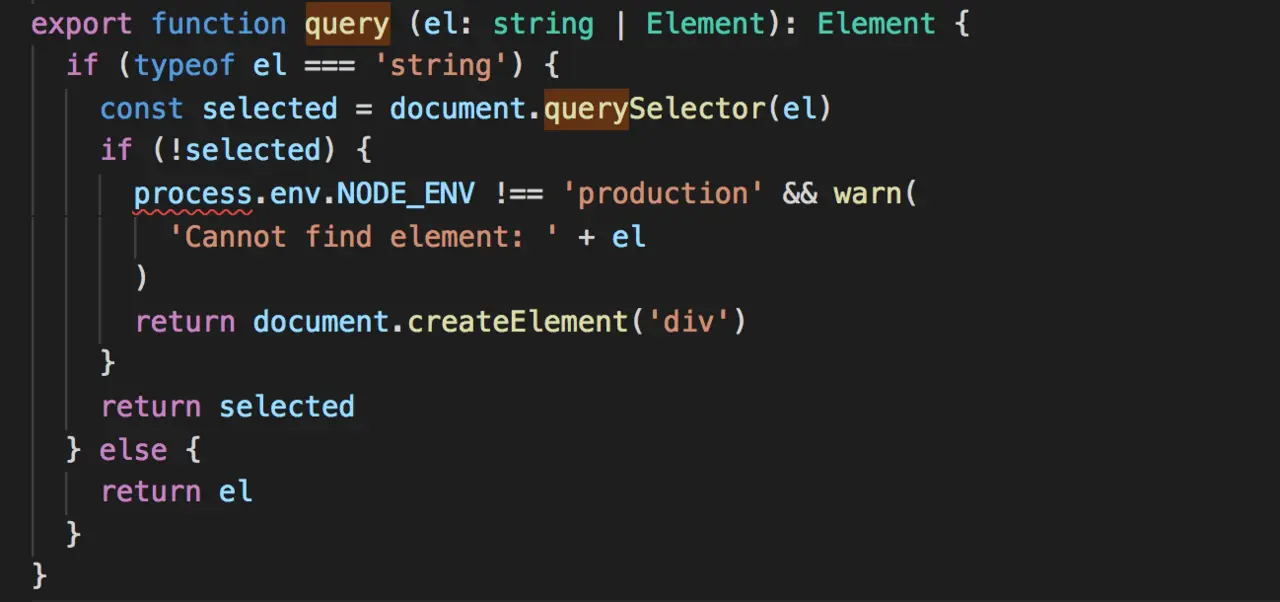 export function query (el: string | Element): Element {
  if (typeof el === 'string') {
    const selected = document.querySelector(el)
    if (!selected) {
      process.env.NODE_ENV !== 'production' && warn(
        'Cannot find element: ' + el
      )
      return document.createElement('div')
    }
    return selected
  } else {
    return el
  }
}